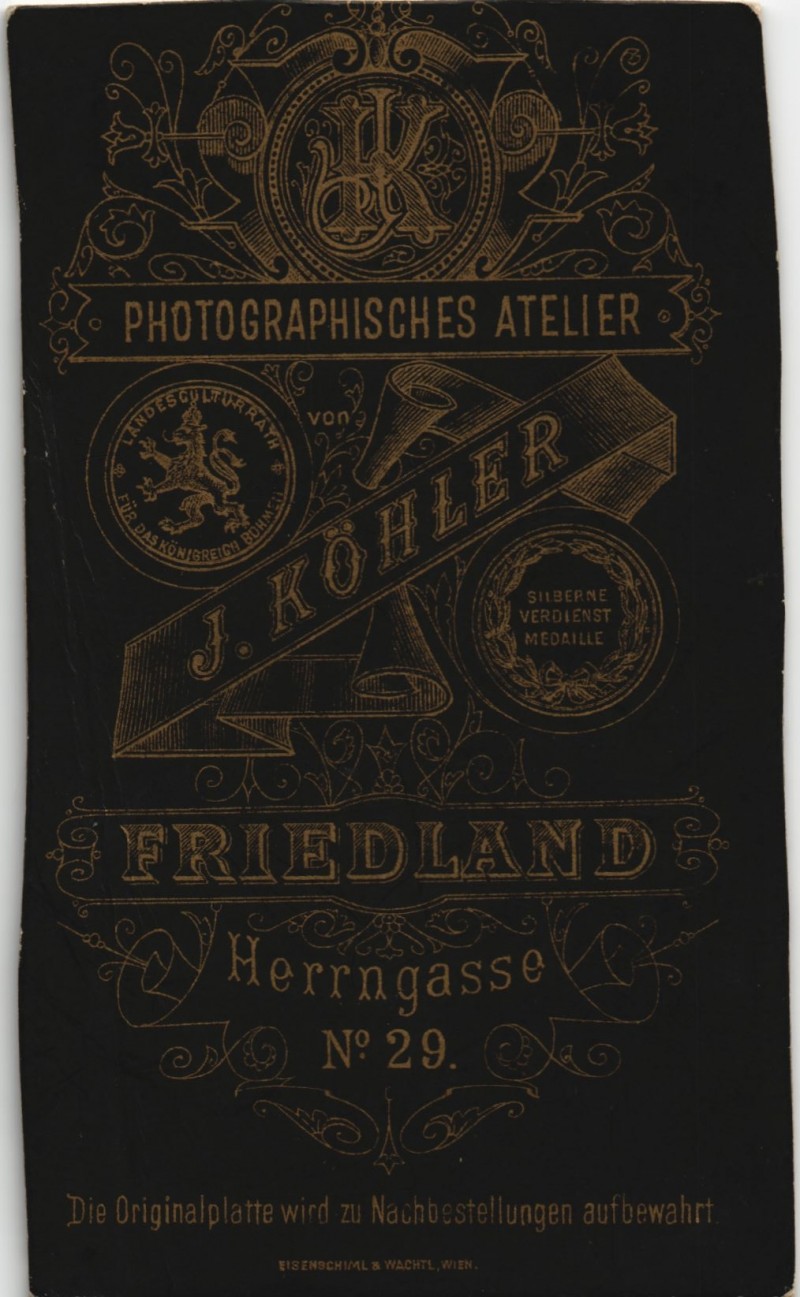 JK
PHOTOGRAPHISCHES ATELIER
von
LANDESCULTURRATH
FÜR DAS KÖNIGREICH BÖHMEN
J. KÖHLER
SILBERNE
VERDIENST
MEDAILLE
FRIEDLAND
Herrngasse
Nº 29.
Die Originalplatte wird zu Nachbestellungen aufbewahrt
EISENSCHIML & WACHTL, WIEN.